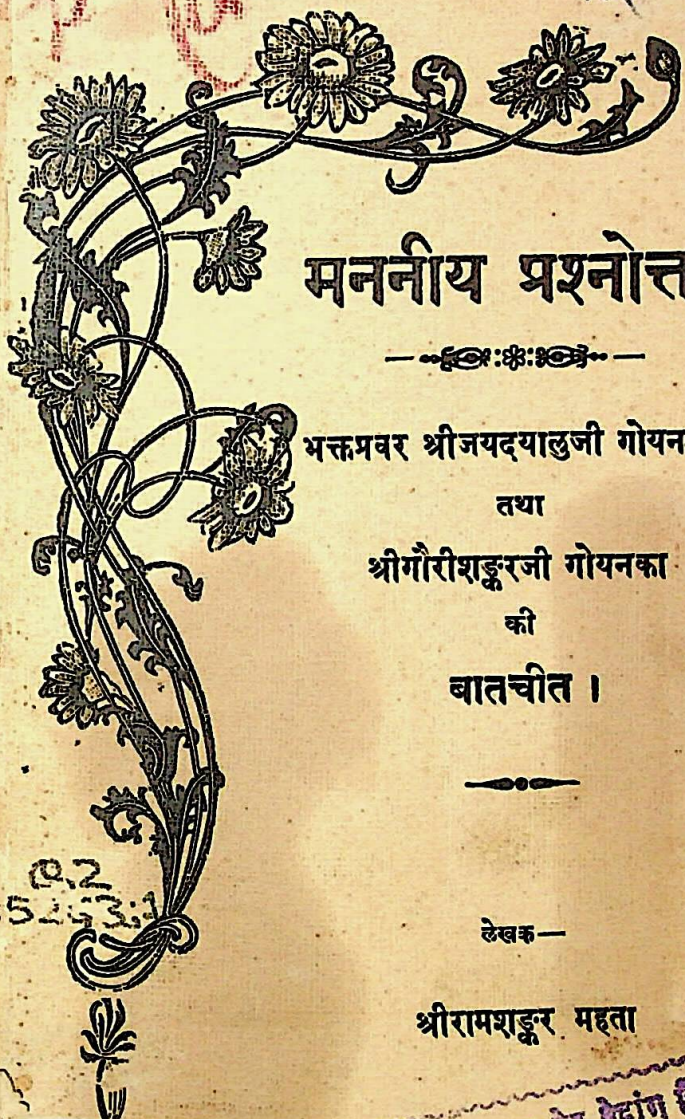 मननीय प्रश्नोत्त
भक्तप्रवर श्रीजयदयालुजी गोयन
तथा
श्रीगौरीशङ्करजी गोयनका
की
बातचीत ।
लेखक—
श्रीरामशङ्कर महता